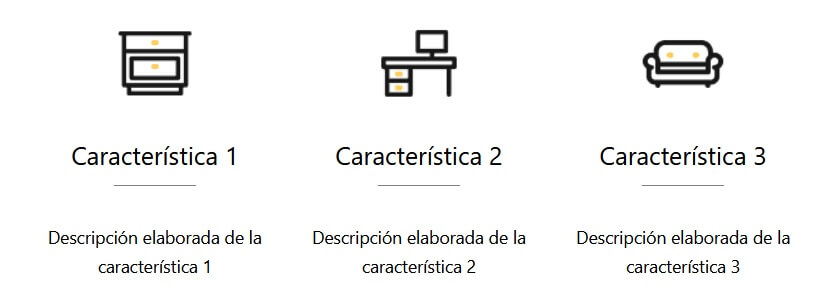 Característica 1
Característica 2
Característica 3
Descripción elaborada de la
característica 1
Descripción elaborada de la
característica 2
Descripción elaborada de la
característica 3